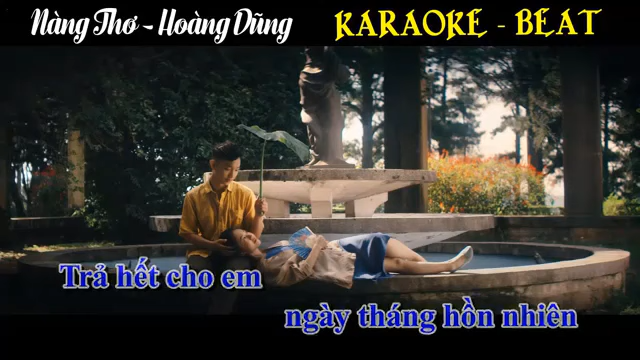 Nàng Thơ - Hoàng Dũng KARAOKE - BEAT
Trả hết cho em
ngày tháng hồn nhiên